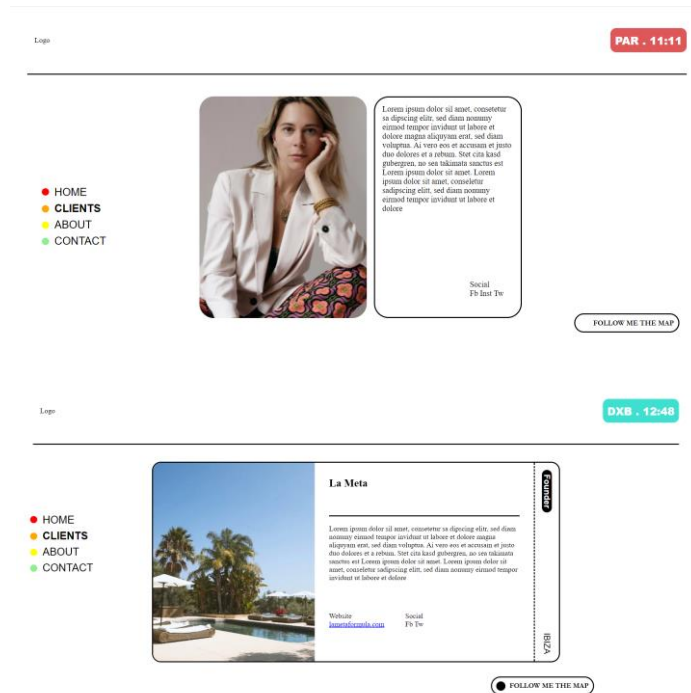 Logo
PAR . 11:11
HOME
CLIENTS
ABOUT
CONTACT
Lorem ipsum dolor sil amet, consetetur
sa dipscing elitr, sed diam nonumy
eirmod tempor invidunt ut labore et
dolore magna aliquyam erat, sed diam
voluptua. Ai vero eos et accusam et justo
duo dolores et a rebum. Stet cita kasd
gubergren, no sea takimata sanctus est
Lorem ipsum dolor sit amet. Lorem
ipsum dolor sit amet, conseletur
sadipscing elitr, sed diam nonumy
eirmod tempor invidunt ut labore et
dolore
Social
Fb Inst Tw
FOLLOW ME THE MAP
Logo
DXB . 12:48
HOME
CLIENTS
ABOUT
CONTACT
La Meta
Lorem ipsum dolor sil amet, consetetur sa dipscing elitr, sed diam
nonumy eirmod tempor invidunt ut labore et dolore magna
aliquyam erat, sed diam voluptua. Ai vero eos et accusam et justo
duo dolores et a rebum. Stet cita kasd gubergren, no sea takimata
sanctus est Lorem ipsum dolor sit amet. Lorem ipsum dolor sit
amet, conseletur sadipscing elitr, sed diam nonumy eirmod tempor
invidunt ut labore et dolore
Website
lametaformula.com
Social
Fb Tw
Founder
IBIZA
FOLLOW ME THE MAP